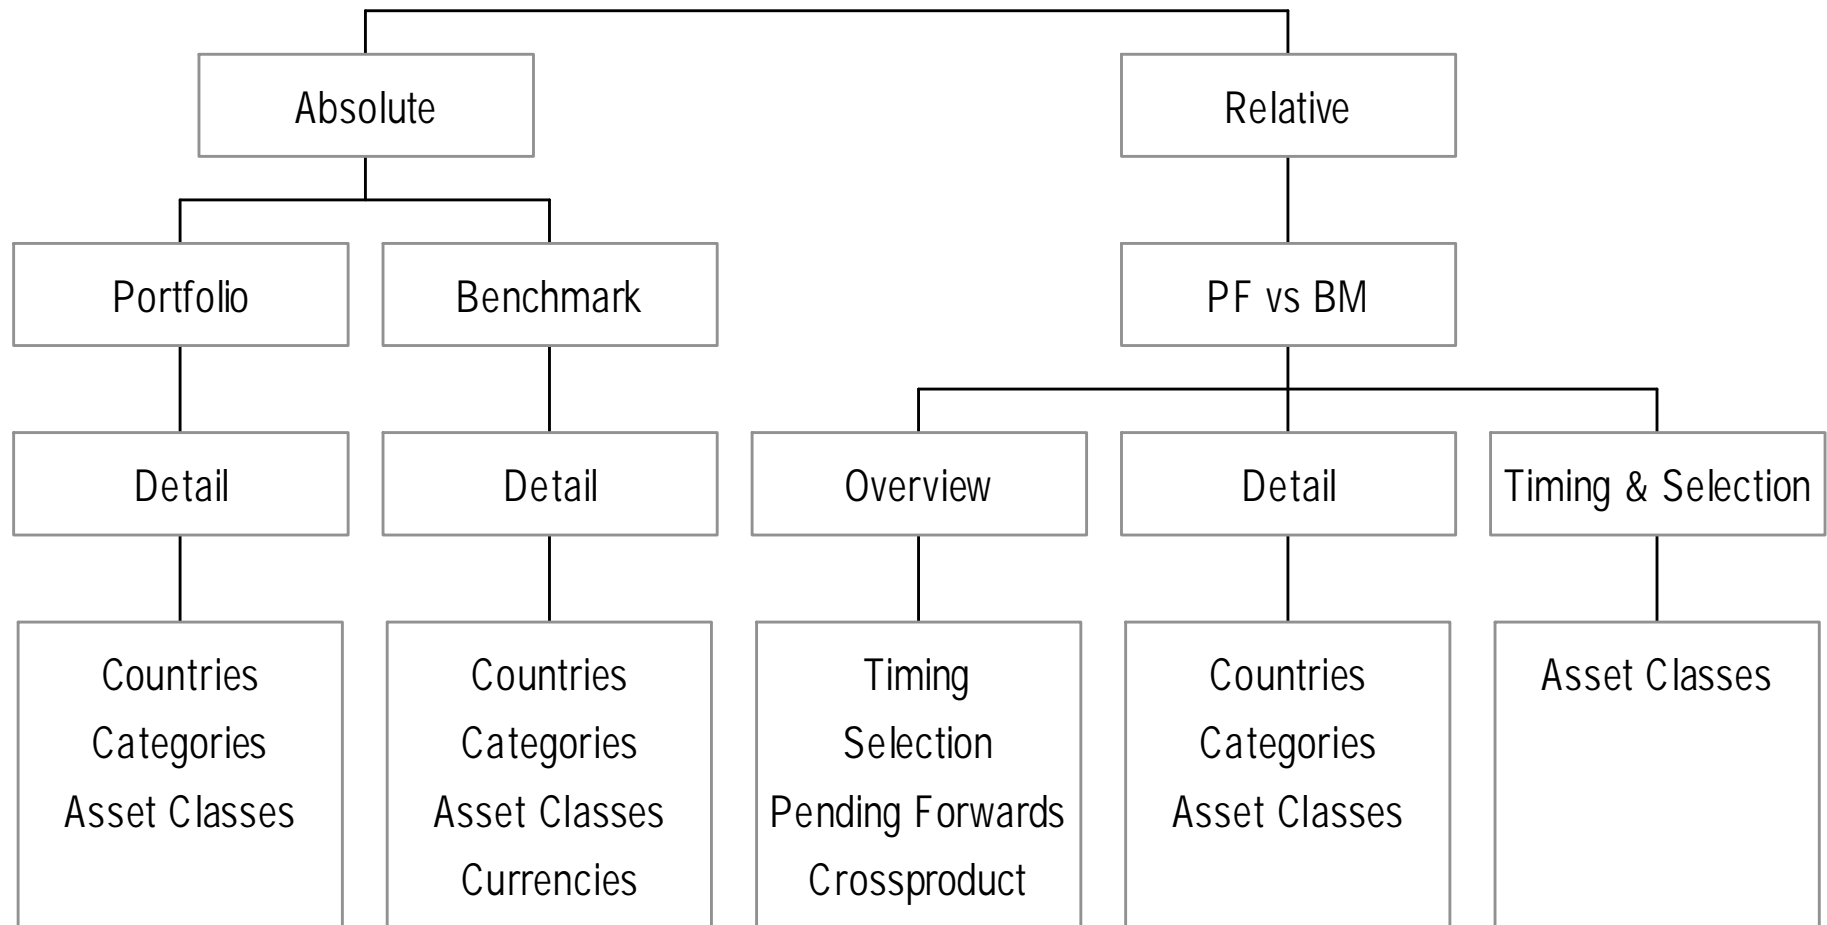 Absolute
Relative
Portfolio
Benchmark
PF vs BM
Detail
Detail
Overview
Detail
Timing & Selection
Countries
Categories
Asset Classes
Countries
Categories
Asset Classes
Currencies
Timing
Selection
Pending Forwards
Crossproduct
Countries
Categories
Asset Classes
Asset Classes